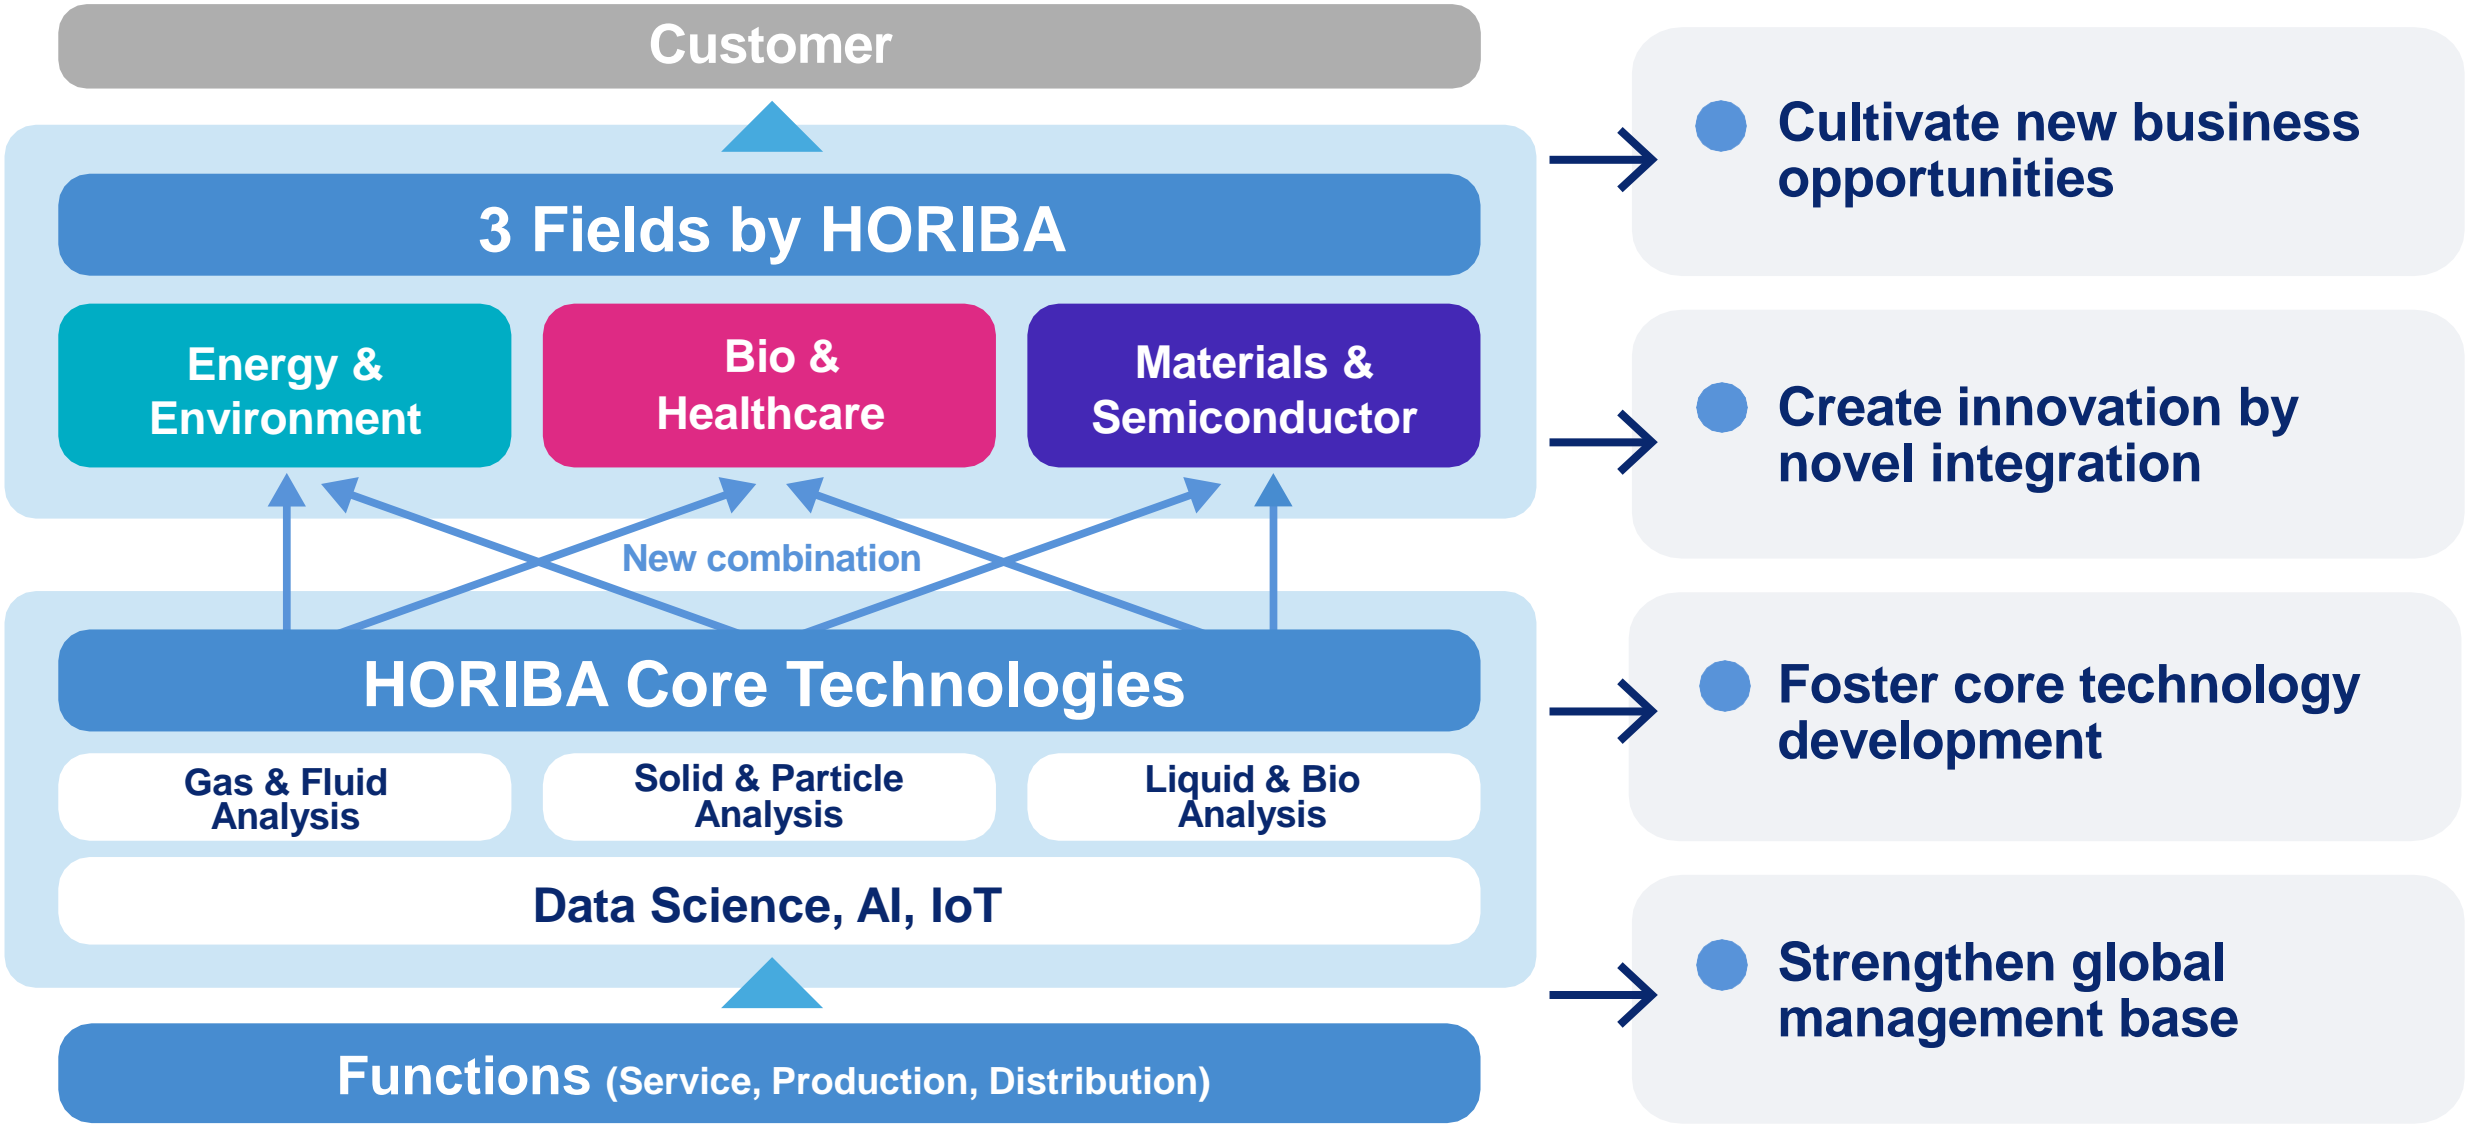 Customer
3 Fields by HORIBA
Energy &
Environment
Bio &
Healthcare
Materials &
Semiconductor
New combination
HORIBA Core Technologies
Gas & Fluid
Analysis
Solid & Particle
Analysis
Liquid & Bio
Analysis
Data Science, AI, IoT
Functions (Service, Production, Distribution)
Cultivate new business
opportunities
Create innovation by
novel integration
Foster core technology
development
Strengthen global
management base